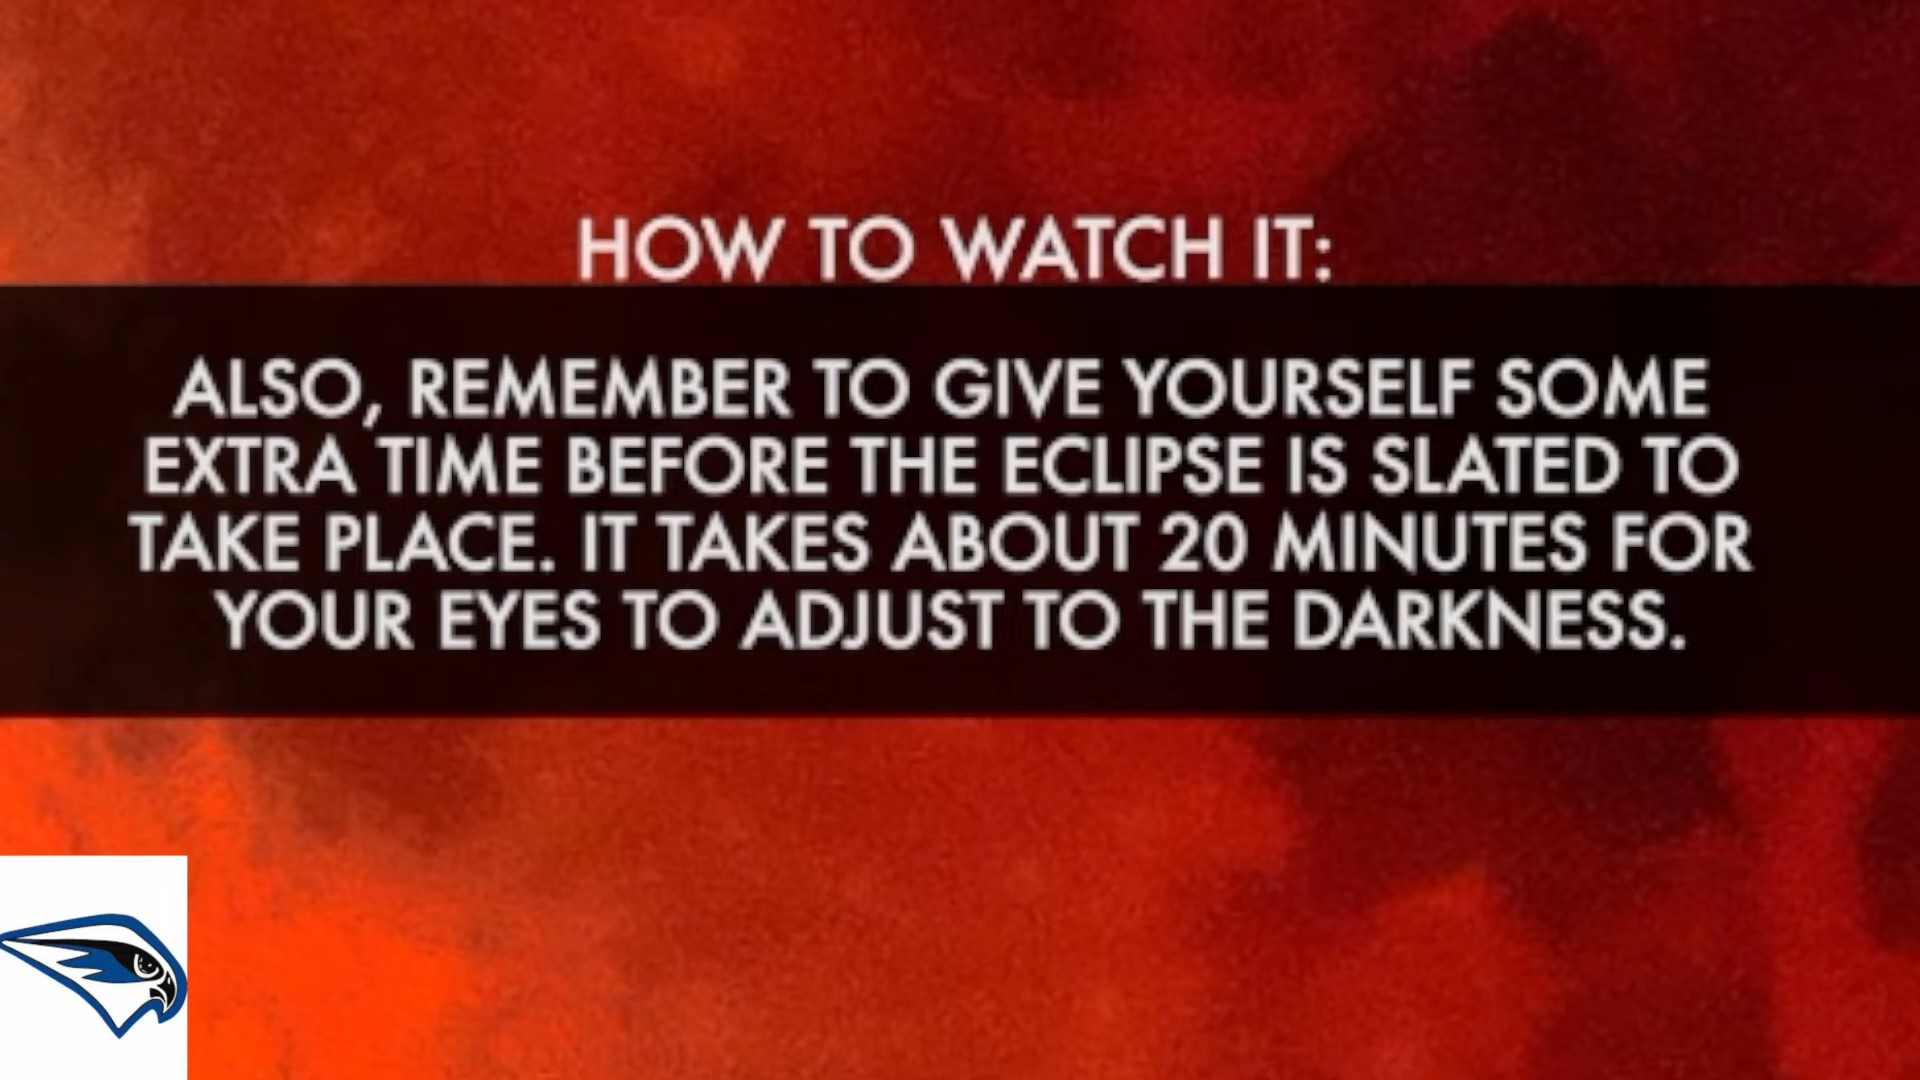 HOW TO WATCH IT:
ALSO, REMEMBER TO GIVE YOURSELF SOME
EXTRA TIME BEFORE THE ECLIPSE IS SLATED TO
TAKE PLACE. IT TAKES ABOUT 20 MINUTES FOR
YOUR EYES TO ADJUST TO THE DARKNESS.